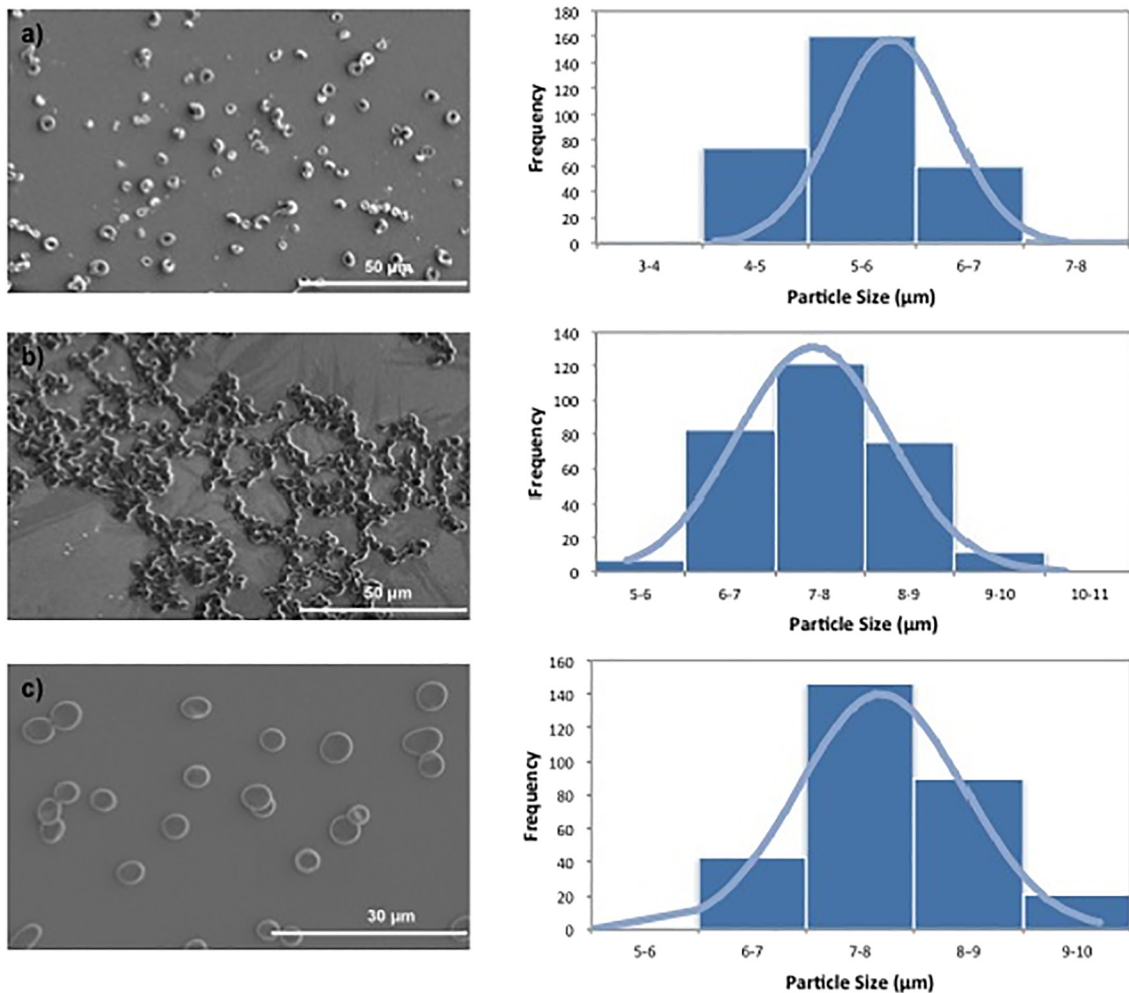 a)
50 µm
180
160
140
120
100
80
60
40
20
0
Frequency
3-4 4-5 5-6 6-7 7-8
Particle Size (µm)
b)
50 µm
140
120
100
80
60
40
20
0
Frequency
5-6 6-7 7-8 8-9 9-10 10-11
Particle Size (µm)
c)
30 µm
160
140
120
100
80
60
40
20
0
Frequency
5-6 6-7 7-8 8-9 9-10
Particle Size (µm)